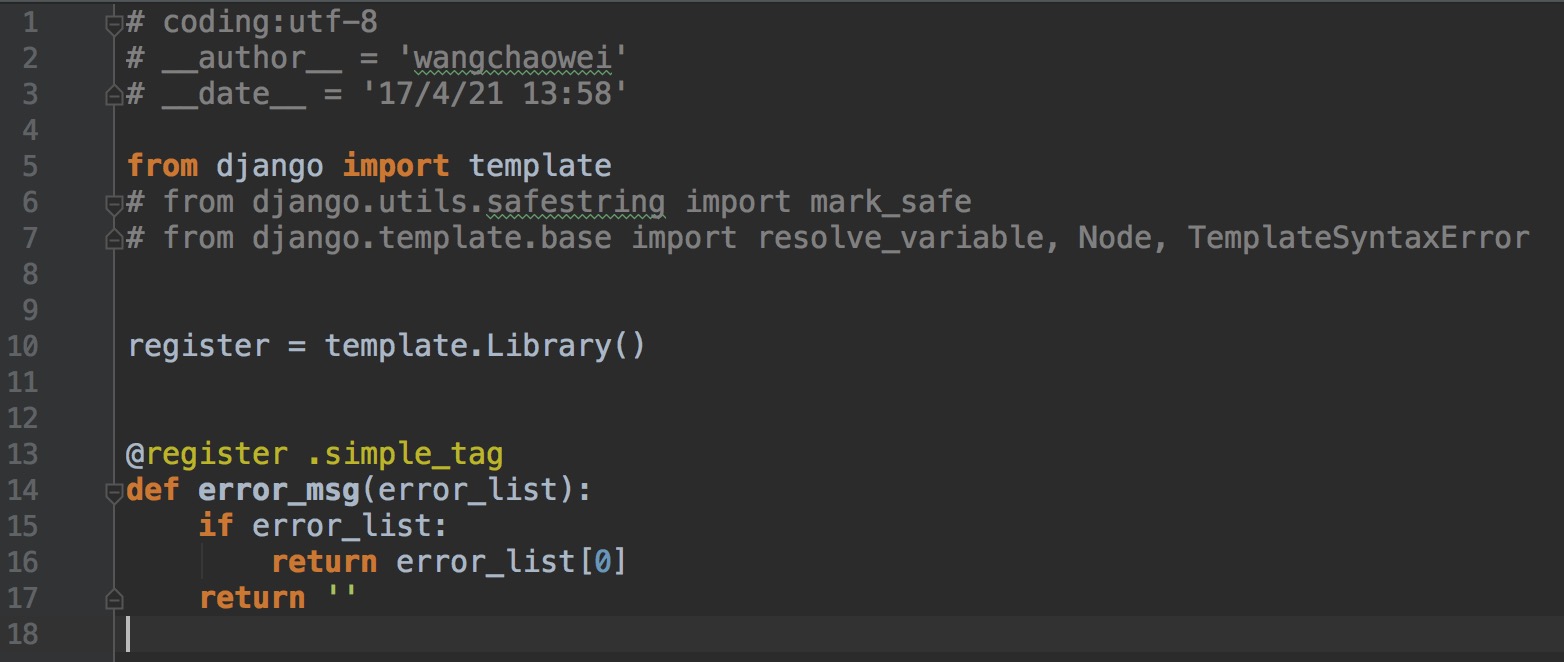 1 # coding:utf-8
2 # __author__ = 'wangchaowei'
3 # __date__ = '17/4/21 13:58'
4
5 from django import template
6 # from django.utils.safestring import mark_safe
7 # from django.template.base import resolve_variable, Node, TemplateSyntaxError
8
9
10 register = template.Library()
11
12
13 @register .simple_tag
14 def error_msg(error_list):
15     if error_list:
16         return error_list[0]
17     return ''
18